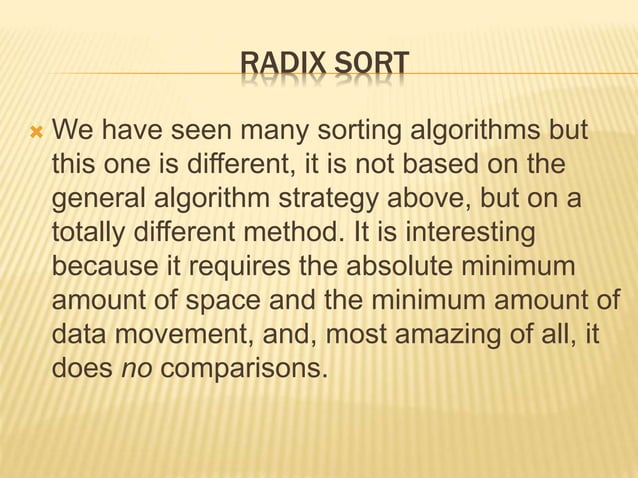 RADIX SORT
We have seen many sorting algorithms but
this one is different, it is not based on the
general algorithm strategy above, but on a
totally different method. It is interesting
because it requires the absolute minimum
amount of space and the minimum amount of
data movement, and, most amazing of all, it
does no comparisons.